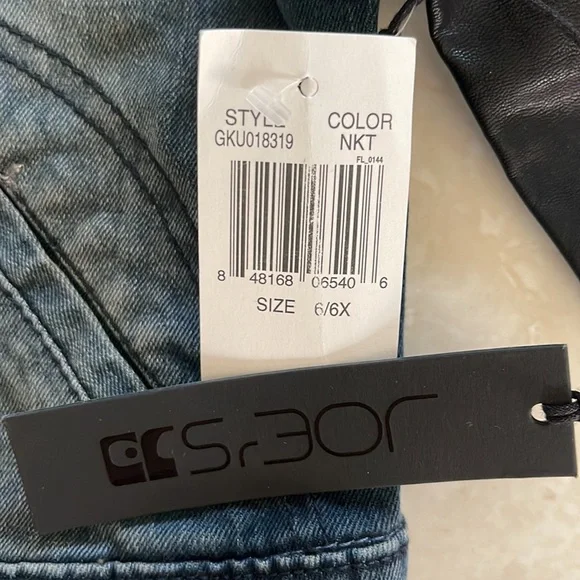 STYLE COLOR
GKU018319 NKT
FL_0144
8 48168 06540 6
SIZE 6/6X
JOE'S